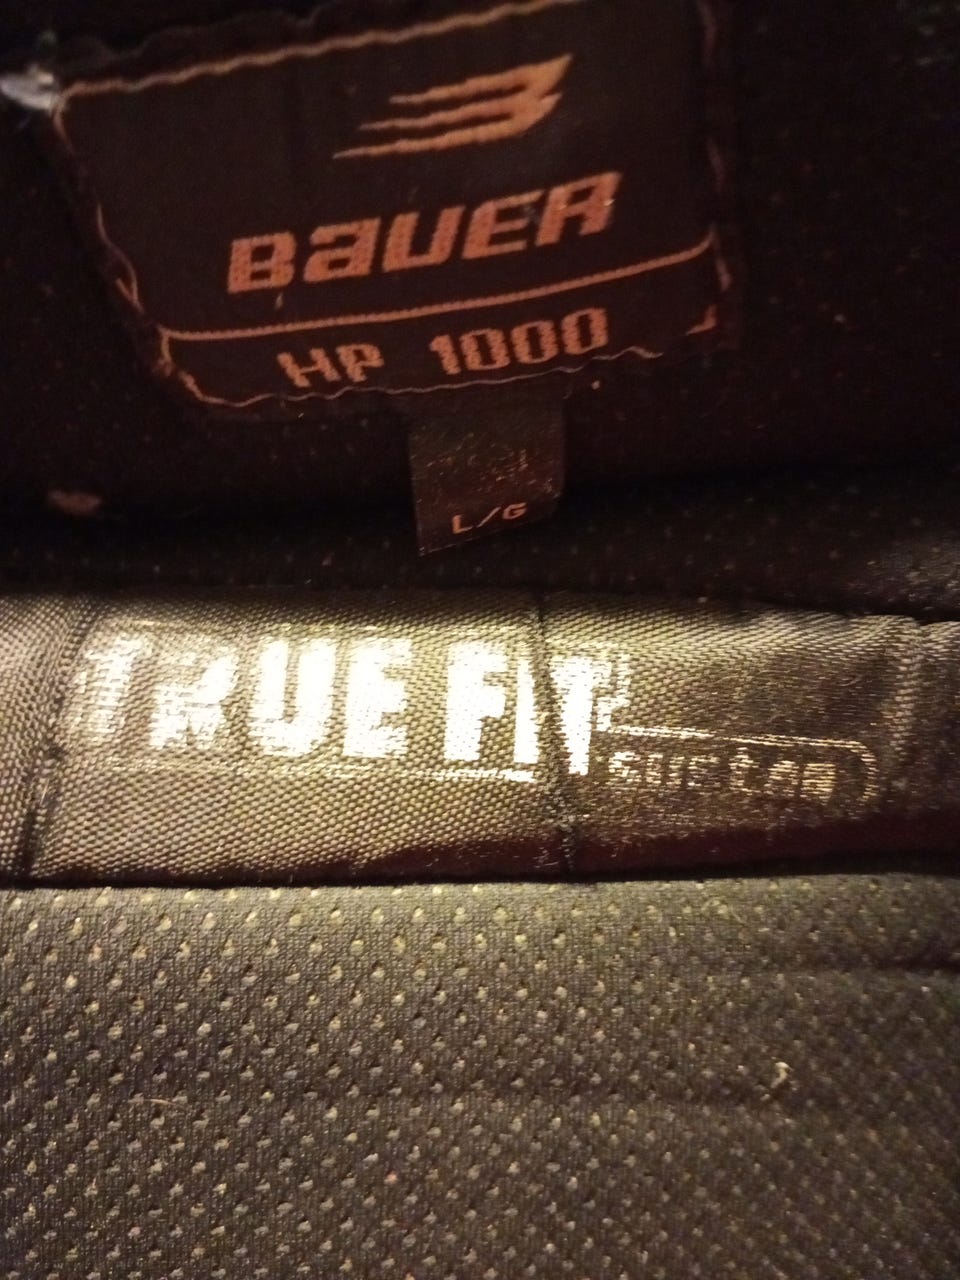 BAUER
HP 1000
L/G
TRUE FIT